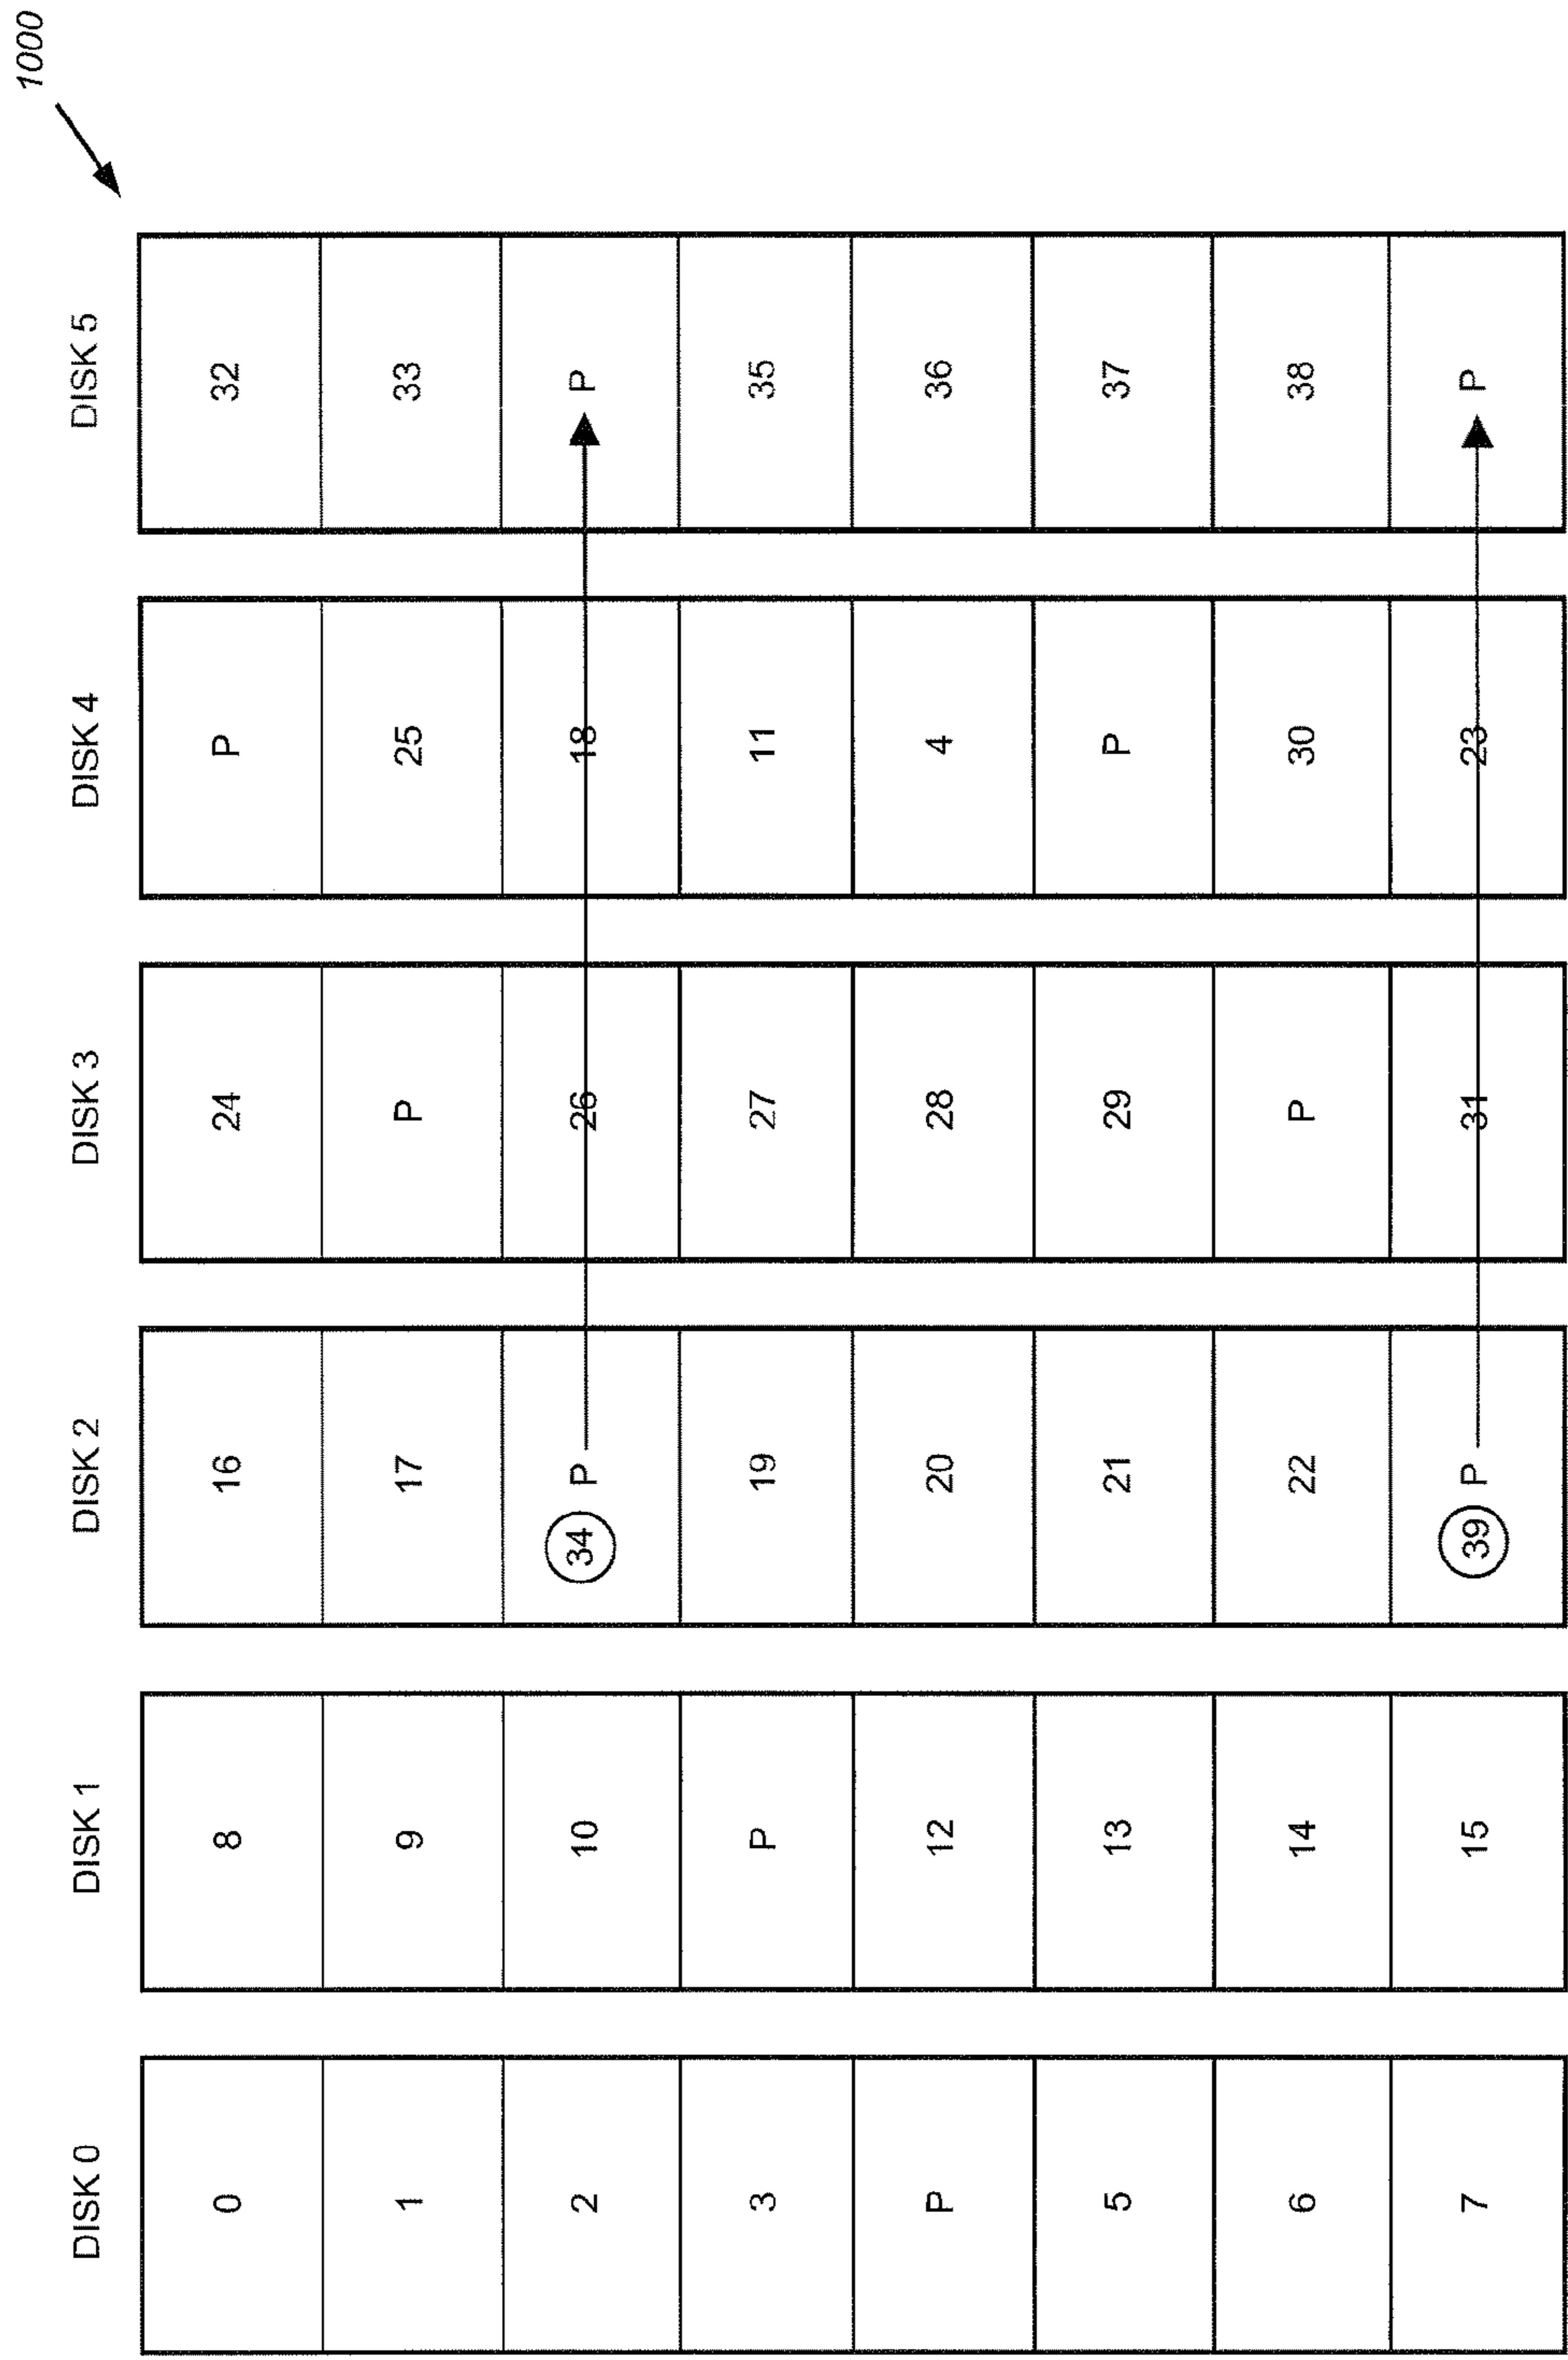 1000
DISK 0 DISK 1 DISK 2 DISK 3 DISK 4 DISK 5
0 8 16 24 P 32
1 9 17 P 25 33
2 10 34 P 26 18 P
3 P 19 27 11 35
P 12 20 28 4 36
5 13 21 29 P 37
6 14 22 P 30 38
7 15 39 P 31 23 P